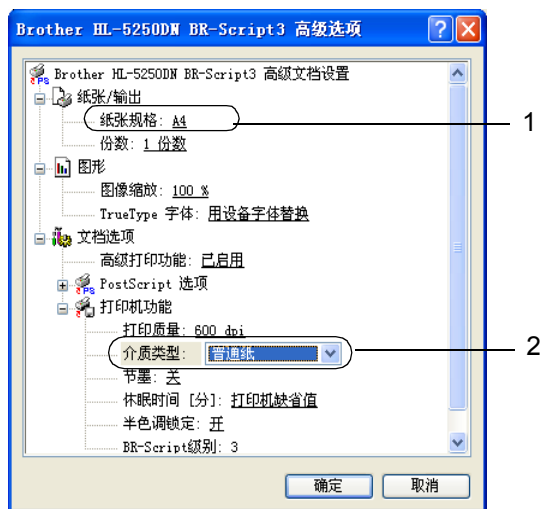 Brother HL-5250DN BR-Script3 高级选项
Brother HL-5250DN BR-Script3 高级文档设置
纸张/输出
纸张规格: A4
1
份数: 1 份数
图形
图像缩放: 100 %
TrueType 字体: 用设备字体替换
文档选项
高级打印功能: 已启用
PostScript 选项
打印机功能
打印质量: 600 dpi
介质类型: 普通纸
2
节墨: 关
休眠时间 [分]: 打印机缺省值
半色调锁定: 开
BR-Script级别: 3
确定 取消